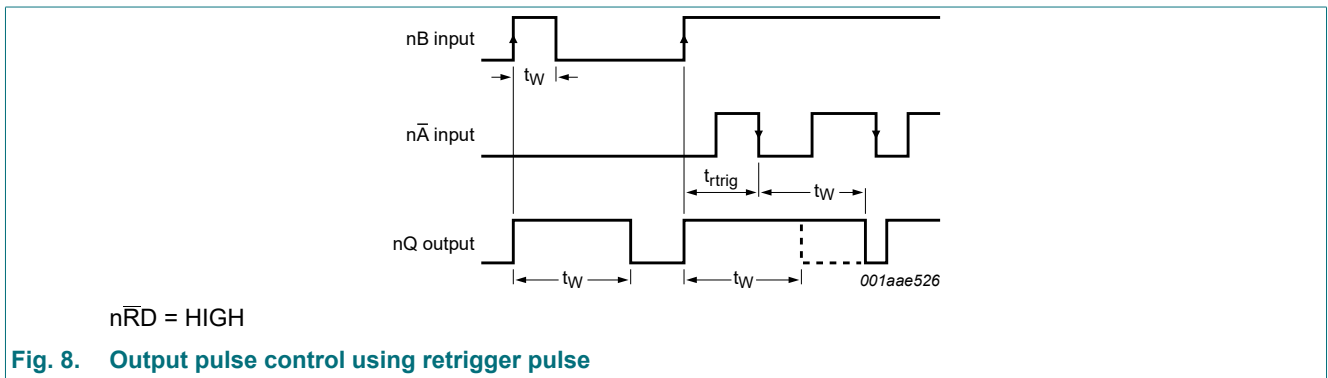 nB input
tW
nA̅ input
trtrig
tW
nQ output
tW
tW
001aae526
nR̅D = HIGH
Fig. 8. Output pulse control using retrigger pulse